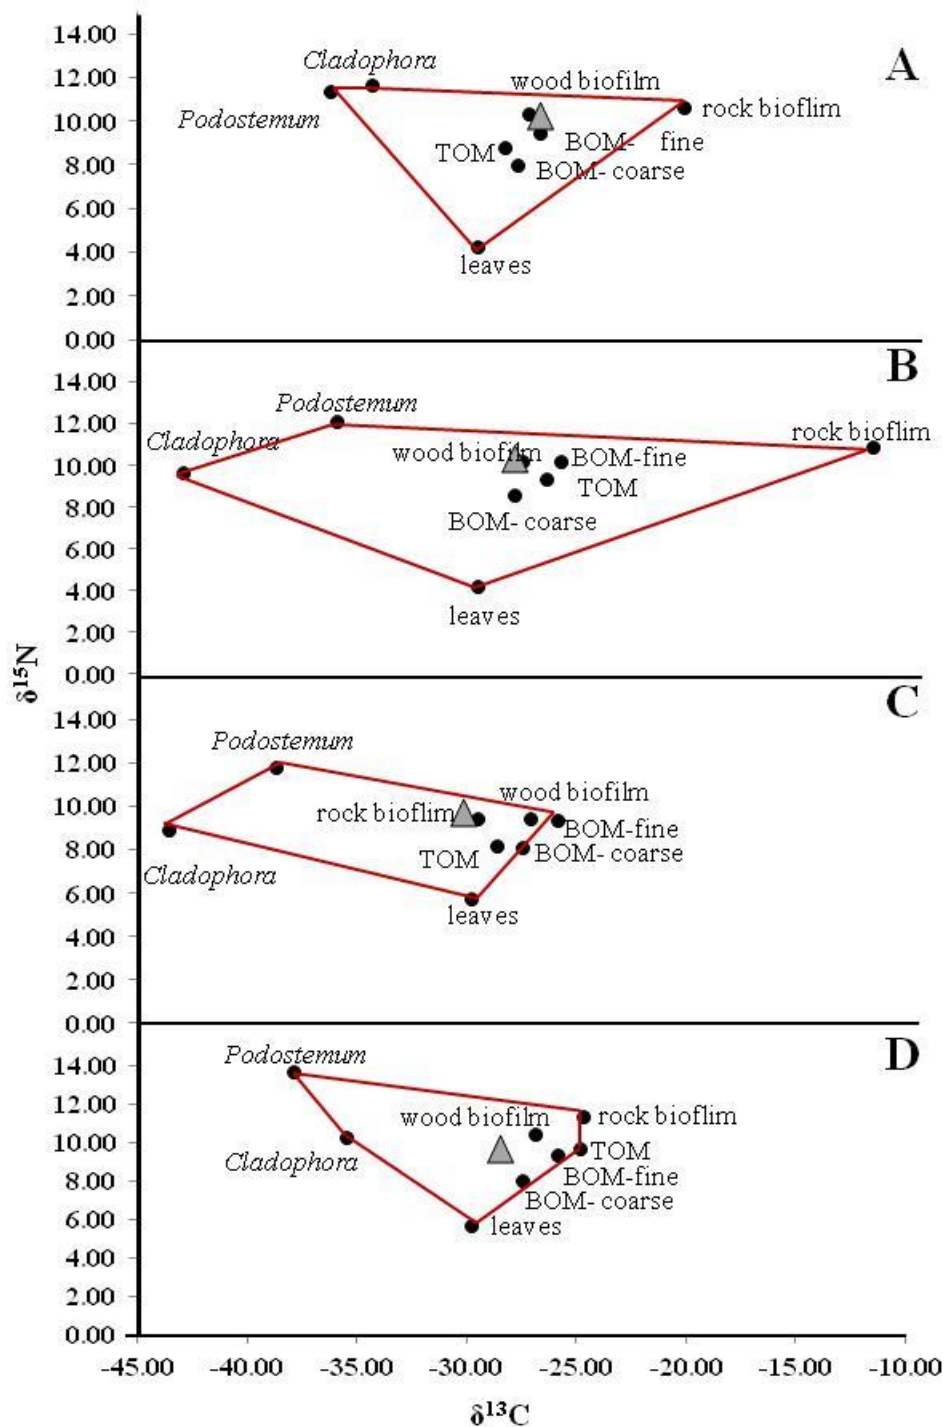 14.00
12.00
10.00
8.00
6.00
4.00
2.00
0.00
A
Cladophora
Podostemum
wood biofilm
rock bioflim
TOM
BOM- fine
BOM- coarse
leaves
14.00
12.00
10.00
8.00
6.00
4.00
2.00
0.00
B
Podostemum
Cladophora
rock bioflim
wood biofilm
BOM-fine
TOM
BOM- coarse
leaves
δ15N
14.00
12.00
10.00
8.00
6.00
4.00
2.00
0.00
C
Podostemum
wood biofilm
rock bioflim
BOM-fine
TOM
BOM- coarse
Cladophora
leaves
14.00
12.00
10.00
8.00
6.00
4.00
2.00
0.00
D
Podostemum
wood biofilm
rock bioflim
Cladophora
TOM
BOM-fine
BOM- coarse
leaves
-45.00 -40.00 -35.00 -30.00 -25.00 -20.00 -15.00 -10.00
δ13C